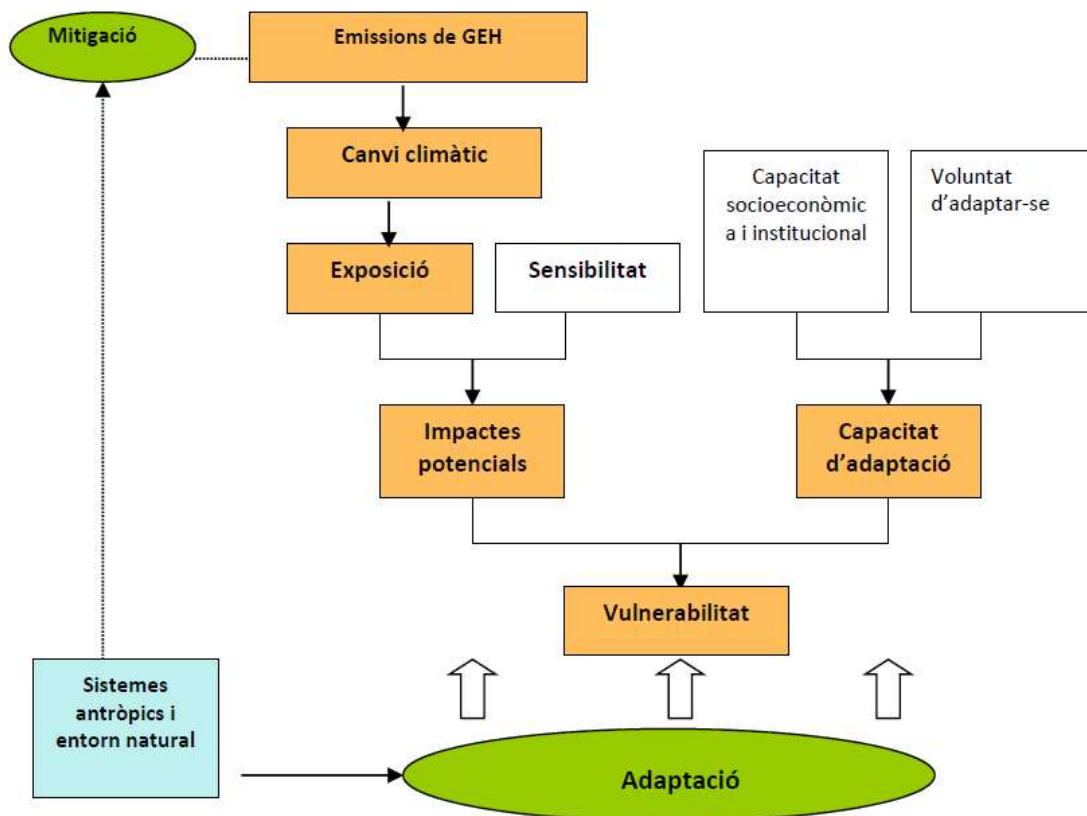 Mitigació
Emissions de GEH
Canvi climàtic
Capacitat
socioeconòmic
a i institucional
Voluntat
d’adaptar-se
Exposició
Sensibilitat
Impactes
potencials
Capacitat
d’adaptació
Vulnerabilitat
Sistemes
antròpics i
entorn natural
Adaptació